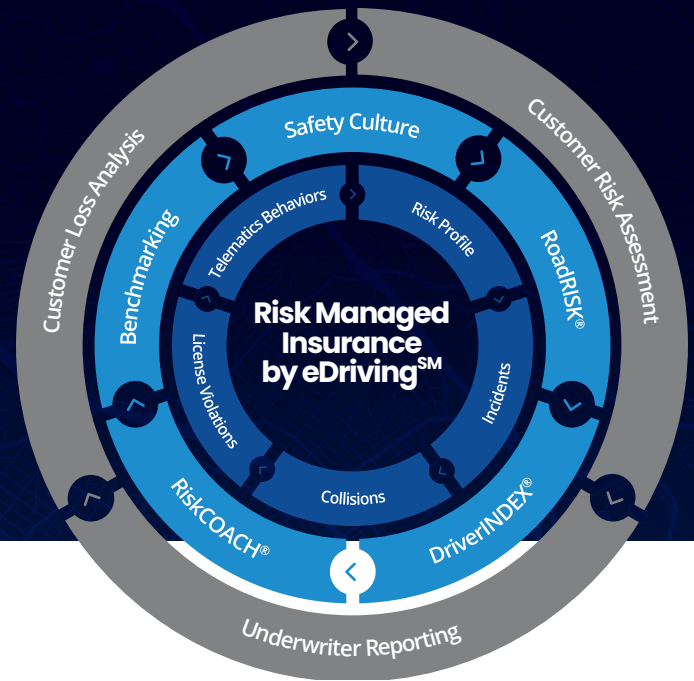 Customer Loss Analysis
Customer Risk Assessment
Underwriter Reporting
Safety Culture
RoadRISK®
DriverINDEX®
RiskCOACH®
Benchmarking
Telematics Behaviors
Risk Profile
Incidents
Collisions
License Violations
Risk Managed
Insurance
by eDriving℠